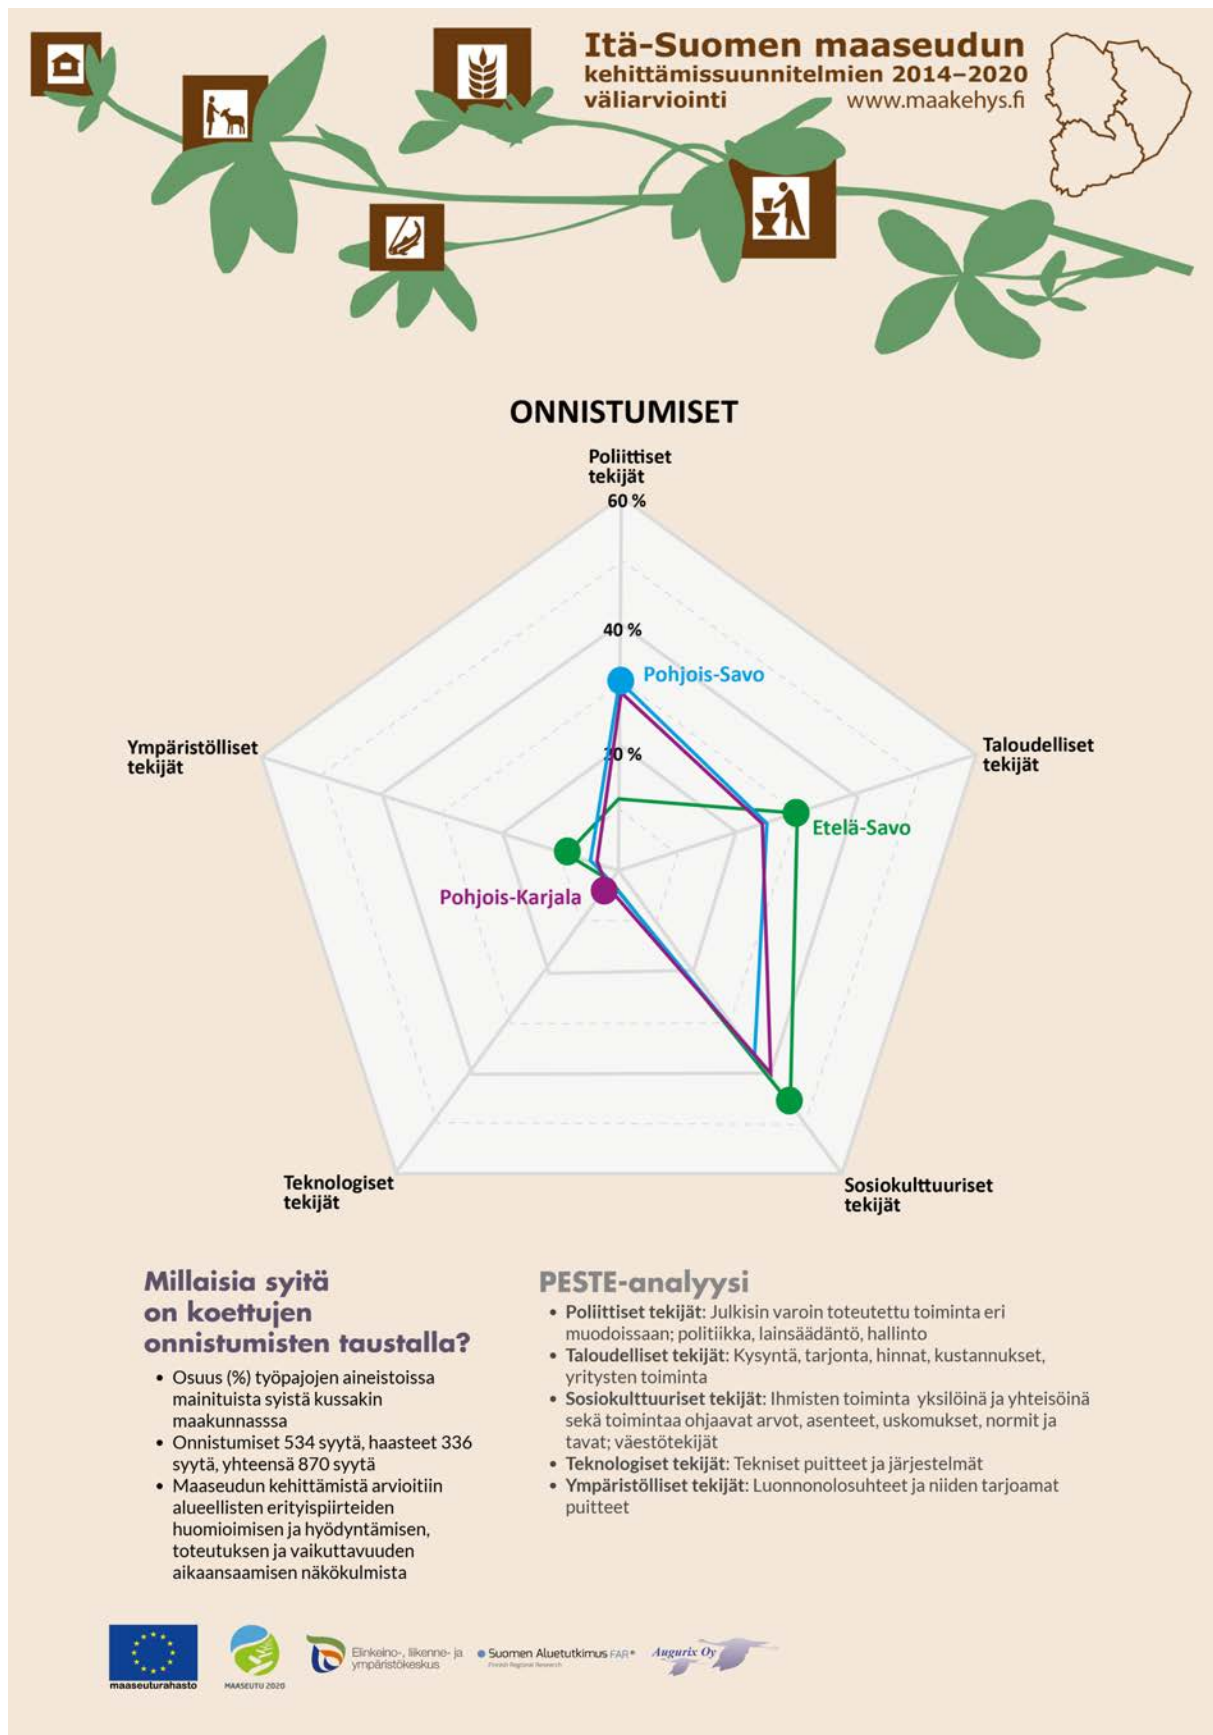 Itä-Suomen maaseudun
kehittämissuunnitelmien 2014–2020
väliarviointi www.maakehys.fi
ONNISTUMISET
Poliittiset
tekijät
60 %
40 %
Pohjois-Savo
20 %
Ympäristölliset
tekijät
Taloudelliset
tekijät
Etelä-Savo
Pohjois-Karjala
Teknologiset
tekijät
Sosiokulttuuriset
tekijät
Millaisia syitä
on koettujen
onnistumisten taustalla?
• Osuus (%) työpajojen aineistoissa
mainituista syistä kussakin
maakunnasssa
• Onnistumiset 534 syytä, haasteet 336
syytä, yhteensä 870 syytä
• Maaseudun kehittämistä arvioitiin
alueellisten erityispiirteiden
huomioimisen ja hyödyntämisen,
toteutuksen ja vaikuttavuuden
aikaansaamisen näkökulmista
PESTE-analyysi
• Poliittiset tekijät: Julkisin varoin toteutettu toiminta eri
muodoissaan; politiikka, lainsäädäntö, hallinto
• Taloudelliset tekijät: Kysyntä, tarjonta, hinnat, kustannukset,
yritysten toiminta
• Sosiokulttuuriset tekijät: Ihmisten toiminta yksilöinä ja yhteisöinä
sekä toimintaa ohjaavat arvot, asenteet, uskomukset, normit ja
tavat; väestötekijät
• Teknologiset tekijät: Tekniset puitteet ja järjestelmät
• Ympäristölliset tekijät: Luonnonolosuhteet ja niiden tarjoamat
puitteet
maaseuturahasto
MAASEUTU 2020
Elinkeino-, liikenne- ja
ympäristökeskus
Suomen Aluetutkimus FAR®
Finnish Regional Research
Augurix Oy